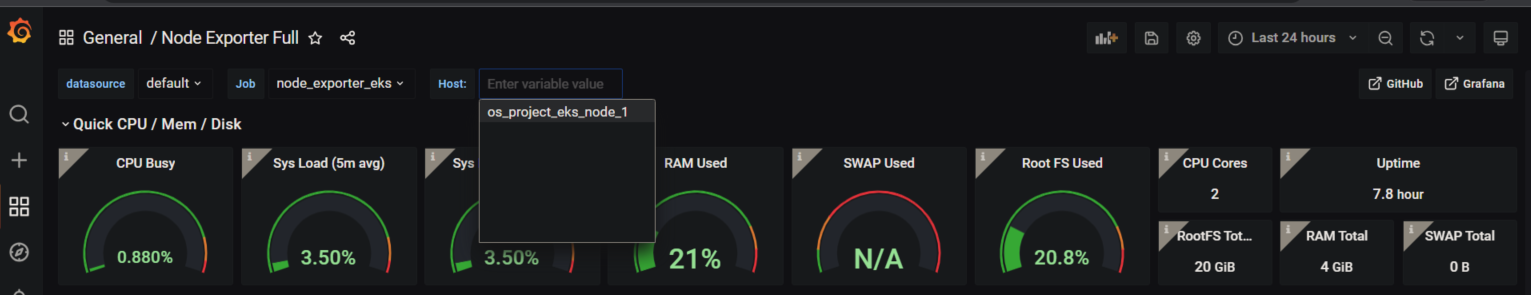 General / Node Exporter Full
Last 24 hours
datasource default Job node_exporter_eks Host: Enter variable value GitHub Grafana
os_project_eks_node_1
Quick CPU / Mem / Disk
CPU Busy
0.880%
Sys Load (5m avg)
3.50%
Sys
3.50%
RAM Used
21%
SWAP Used
N/A
Root FS Used
20.8%
CPU Cores
2
Uptime
7.8 hour
RootFS Tot...
20 GiB
RAM Total
4 GiB
SWAP Total
0 B